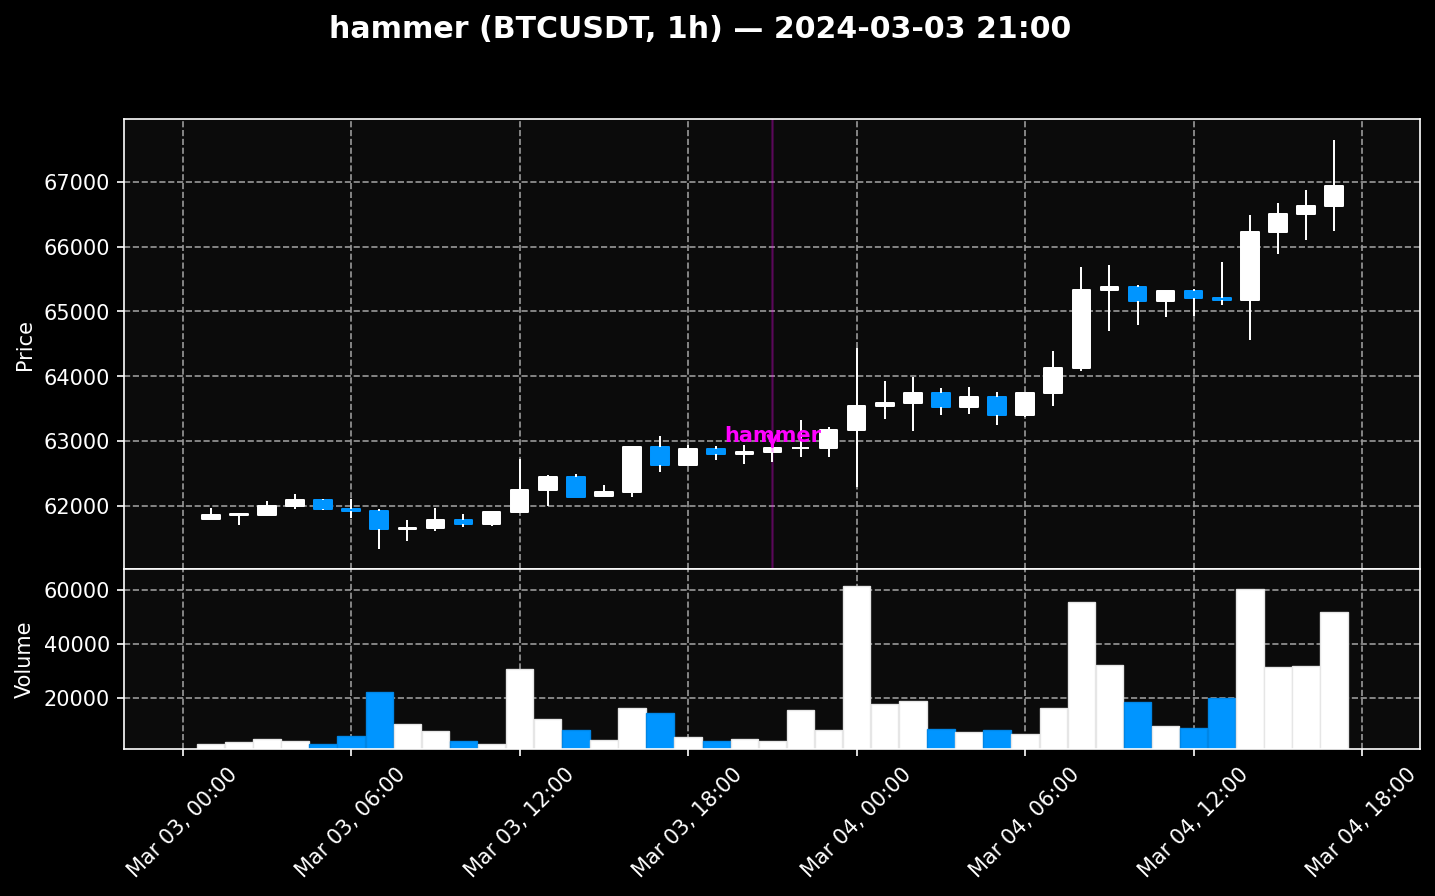 hammer (BTCUSDT, 1h) — 2024-03-03 21:00
67000
66000
65000
64000
63000
62000
Price
hammer
60000
40000
20000
Volume
Mar 03, 00:00
Mar 03, 06:00
Mar 03, 12:00
Mar 03, 18:00
Mar 04, 00:00
Mar 04, 06:00
Mar 04, 12:00
Mar 04, 18:00